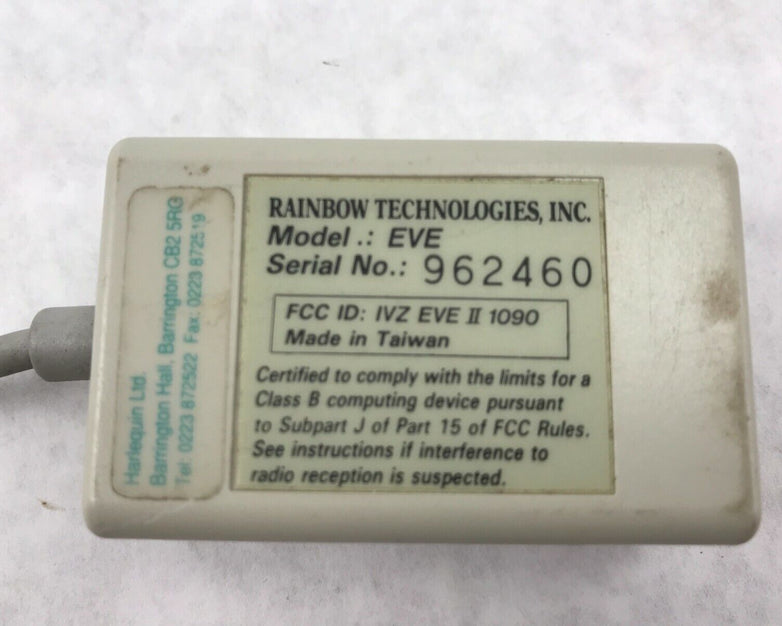 Harlequin Ltd.
Barrington Hall, Barrington CB2 5RG
Tel: 0223 872522 Fax: 0223 872519
RAINBOW TECHNOLOGIES, INC.
Model .: EVE
Serial No.: 962460
FCC ID: IVZ EVE II 1090
Made in Taiwan
Certified to comply with the limits for a
Class B computing device pursuant
to Subpart J of Part 15 of FCC Rules.
See instructions if interference to
radio reception is suspected.